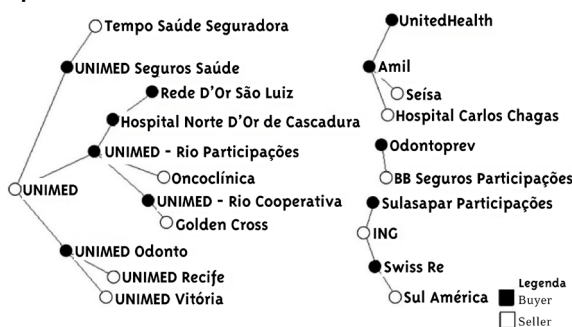 Tempo Saúde Seguradora
UNIMED Seguros Saúde
Rede D'Or São Luiz
Hospital Norte D'Or de Cascadura
UNIMED - Rio Participações
Oncoclínica
UNIMED
UNIMED - Rio Cooperativa
Golden Cross
UNIMED Odonto
UNIMED Recife
UNIMED Vitória
UnitedHealth
Amil
Seísa
Hospital Carlos Chagas
Odontoprev
BB Seguros Participações
Sulasapar Participações
ING
Swiss Re
Sul América
Legenda
Buyer
Seller